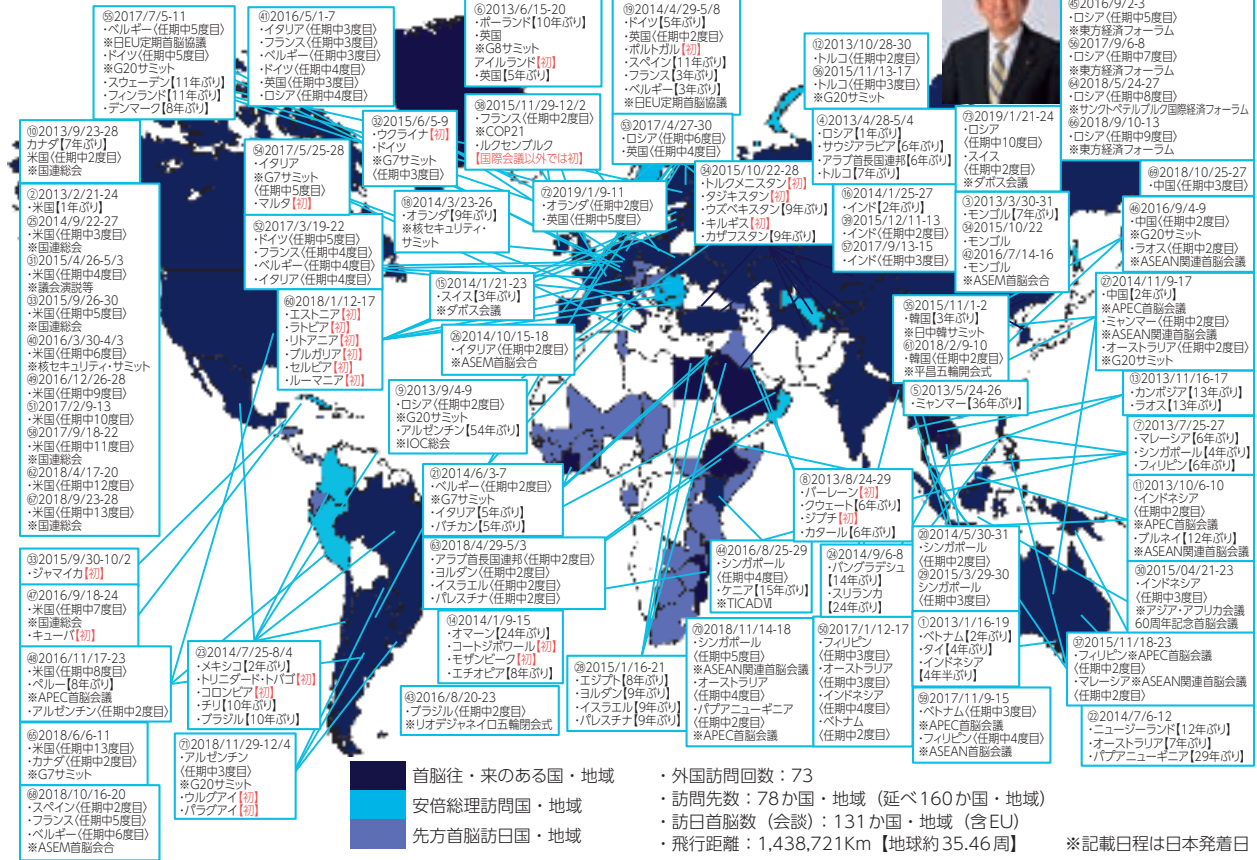 ㊺2016/9/2-3
・ロシア〈任期中5度目〉
※東方経済フォーラム
㊻2017/9/6-8
・ロシア〈任期中7度目〉
※東方経済フォーラム
64 2018/5/24-27
・ロシア〈任期中8度目〉
※サンクトペテルブルク国際経済フォーラム
66 2018/9/10-13
・ロシア〈任期中9度目〉
※東方経済フォーラム
55 2017/7/5-11
・ベルギー〈任期中5度目〉
※日EU定期首脳協議
・ドイツ〈任期中5度目〉
※G20サミット
・スウェーデン【11年ぶり】
・フィンランド【11年ぶり】
・デンマーク【8年ぶり】
㊶2016/5/1-7
・イタリア〈任期中3度目〉
・フランス〈任期中3度目〉
・ベルギー〈任期中3度目〉
・ドイツ〈任期中4度目〉
・英国〈任期中3度目〉
・ロシア〈任期中4度目〉
⑥2013/6/15-20
・ポーランド【10年ぶり】
・英国
※G8サミット
アイルランド【初】
・英国【5年ぶり】
⑲2014/4/29-5/8
・ドイツ【5年ぶり】
・英国〈任期中2度目〉
・ポルトガル【初】
・スペイン【11年ぶり】
・フランス【3年ぶり】
・ベルギー【3年ぶり】
※日EU定期首脳協議
⑫2013/10/28-30
・トルコ〈任期中2度目〉
㊱2015/11/13-17
・トルコ〈任期中3度目〉
※G20サミット
㊳2015/11/29-12/2
・フランス〈任期中2度目〉
※COP21
・ルクセンブルク
【国際会議以外では初】
53 2017/4/27-30
・ロシア〈任期中6度目〉
・英国〈任期中4度目〉
④2013/4/28-5/4
・ロシア【1年ぶり】
・サウジアラビア【6年ぶり】
・アラブ首長国連邦【6年ぶり】
・トルコ【7年ぶり】
73 2019/1/21-24
・ロシア
〈任期中10度目〉
・スイス
〈任期中2度目〉
※ダボス会議
⑩2013/9/23-28
カナダ【7年ぶり】
米国〈任期中2度目〉
※国連総会
㉜2015/6/5-9
・ウクライナ【初】
・ドイツ
※G7サミット
〈任期中3度目〉
54 2017/5/25-28
・イタリア
※G7サミット
〈任期中5度目〉
・マルタ【初】
⑱2014/3/23-26
・オランダ【9年ぶり】
※核セキュリティ・
サミット
72 2019/1/9-11
・オランダ〈任期中2度目〉
・英国〈任期中5度目〉
㉞2015/10/22-28
・トルクメニスタン【初】
・タジキスタン【初】
・ウズベキスタン【9年ぶり】
・キルギス【初】
・カザフスタン【9年ぶり】
⑯2014/1/25-27
・インド【2年ぶり】
㊴2015/12/11-13
・インド〈任期中2度目〉
57 2017/9/13-15
・インド〈任期中3度目〉
③2013/3/30-31
・モンゴル【7年ぶり】
㉞2015/10/22
・モンゴル
㊷2016/7/14-16
・モンゴル
※ASEM首脳会合
69 2018/10/25-27
・中国〈任期中3度目〉
㊻2016/9/4-9
・中国〈任期中2度目〉
※G20サミット
・ラオス〈任期中2度目〉
※ASEAN関連首脳会議
②2013/2/21-24
・米国【1年ぶり】
㉕2014/9/22-27
・米国〈任期中3度目〉
※国連総会
㉛2015/4/26-5/3
・米国〈任期中4度目〉
※議会演説等
㉝2015/9/26-30
・米国〈任期中5度目〉
※国連総会
㊵2016/3/30-4/3
・米国〈任期中6度目〉
※核セキュリティ・サミット
㊾2016/12/26-28
・米国〈任期中9度目〉
51 2017/2/9-13
・米国〈任期中10度目〉
58 2017/9/18-22
・米国〈任期中11度目〉
※国連総会
62 2018/4/17-20
・米国〈任期中12度目〉
67 2018/9/23-28
・米国〈任期中13度目〉
※国連総会
52 2017/3/19-22
・ドイツ〈任期中5度目〉
・フランス〈任期中4度目〉
・ベルギー〈任期中4度目〉
・イタリア〈任期中4度目〉
60 2018/1/12-17
・エストニア【初】
・ラトビア【初】
・リトアニア【初】
・ブルガリア【初】
・セルビア【初】
・ルーマニア【初】
⑮2014/1/21-23
・スイス【3年ぶり】
※ダボス会議
㉖2014/10/15-18
・イタリア〈任期中2度目〉
※ASEM首脳会合
⑨2013/9/4-9
・ロシア〈任期中2度目〉
※G20サミット
・アルゼンチン【54年ぶり】
※IOC総会
㉟2015/11/1-2
・韓国【3年ぶり】
※日中韓サミット
61 2018/2/9-10
・韓国〈任期中2度目〉
※平昌五輪開会式
㉗2014/11/9-17
・中国【2年ぶり】
※APEC首脳会議
・ミャンマー〈任期中2度目〉
※ASEAN関連首脳会議
・オーストラリア〈任期中2度目〉
※G20サミット
⑤2013/5/24-26
・ミャンマー【36年ぶり】
⑬2013/11/16-17
・カンボジア【13年ぶり】
・ラオス【13年ぶり】
⑦2013/7/25-27
・マレーシア【6年ぶり】
・シンガポール【4年ぶり】
・フィリピン【6年ぶり】
㉑2014/6/3-7
・ベルギー〈任期中2度目〉
※G7サミット
・イタリア【5年ぶり】
・バチカン【5年ぶり】
⑧2013/8/24-29
・バーレーン【初】
・クウェート【6年ぶり】
・ジブチ【初】
・カタール【6年ぶり】
⑪2013/10/6-10
・インドネシア
〈任期中2度目〉
※APEC首脳会議
・ブルネイ【12年ぶり】
※ASEAN関連首脳会議
㉝2015/9/30-10/2
・ジャマイカ【初】
63 2018/4/29-5/3
・アラブ首長国連邦〈任期中2度目〉
・ヨルダン〈任期中2度目〉
・イスラエル〈任期中2度目〉
・パレスチナ〈任期中2度目〉
㊹2016/8/25-29
・シンガポール
〈任期中4度目〉
・ケニア【15年ぶり】
※TICADⅥ
㉔2014/9/6-8
・バングラデシュ
【14年ぶり】
・スリランカ
【24年ぶり】
⑳2014/5/30-31
・シンガポール
〈任期中2度目〉
㉙2015/3/29-30
シンガポール
〈任期中3度目〉
㉚2015/04/21-23
・インドネシア
〈任期中3度目〉
※アジア・アフリカ会議
60周年記念首脳会議
㊼2016/9/18-24
・米国〈任期中7度目〉
※国連総会
・キューバ【初】
⑭2014/1/9-15
・オマーン【24年ぶり】
・コートジボワール【初】
・モザンビーク【初】
・エチオピア【8年ぶり】
①2013/1/16-19
・ベトナム【2年ぶり】
・タイ【4年ぶり】
・インドネシア
【4年半ぶり】
㊽2016/11/17-23
・米国〈任期中8度目〉
・ペルー【8年ぶり】
※APEC首脳会議
・アルゼンチン〈任期中2度目〉
㉓2014/7/25-8/4
・メキシコ【2年ぶり】
・トリニダード・トバゴ【初】
・コロンビア【初】
・チリ【10年ぶり】
・ブラジル【10年ぶり】
㊸2016/8/20-23
・ブラジル〈任期中2度目〉
※リオデジャネイロ五輪閉会式
㉘2015/1/16-21
・エジプト【8年ぶり】
・ヨルダン【9年ぶり】
・イスラエル【9年ぶり】
・パレスチナ【9年ぶり】
70 2018/11/14-18
・シンガポール
〈任期中5度目〉
※ASEAN関連首脳会議
・オーストラリア
〈任期中4度目〉
・パプアニューギニア
〈任期中2度目〉
※APEC首脳会議
㊿2017/1/12-17
・フィリピン
〈任期中3度目〉
・オーストラリア
〈任期中3度目〉
・インドネシア
〈任期中4度目〉
・ベトナム
〈任期中2度目〉
59 2017/11/9-15
・ベトナム〈任期中3度目〉
※APEC首脳会議
・フィリピン〈任期中4度目〉
※ASEAN首脳会議
㊲2015/11/18-23
・フィリピン※APEC首脳会議
〈任期中2度目〉
・マレーシア※ASEAN関連首脳会議
〈任期中2度目〉
㉒2014/7/6-12
・ニュージーランド【12年ぶり】
・オーストラリア【7年ぶり】
・パプアニューギニア【29年ぶり】
65 2018/6/6-11
・米国〈任期中13度目〉
・カナダ〈任期中2度目〉
※G7サミット
71 2018/11/29-12/4
・アルゼンチン
〈任期中3度目〉
※G20サミット
・ウルグアイ【初】
・パラグアイ【初】
68 2018/10/16-20
・スペイン〈任期中2度目〉
・フランス〈任期中5度目〉
・ベルギー〈任期中6度目〉
※ASEM首脳会合
首脳往・来のある国・地域
安倍総理訪問国・地域
先方首脳訪日国・地域
・外国訪問回数：73
・訪問先数：78か国・地域（延べ160か国・地域）
・訪日首脳数（会談）：131か国・地域（含EU）
・飛行距離：1,438,721Km【地球約35.46周】
※記載日程は日本発着日